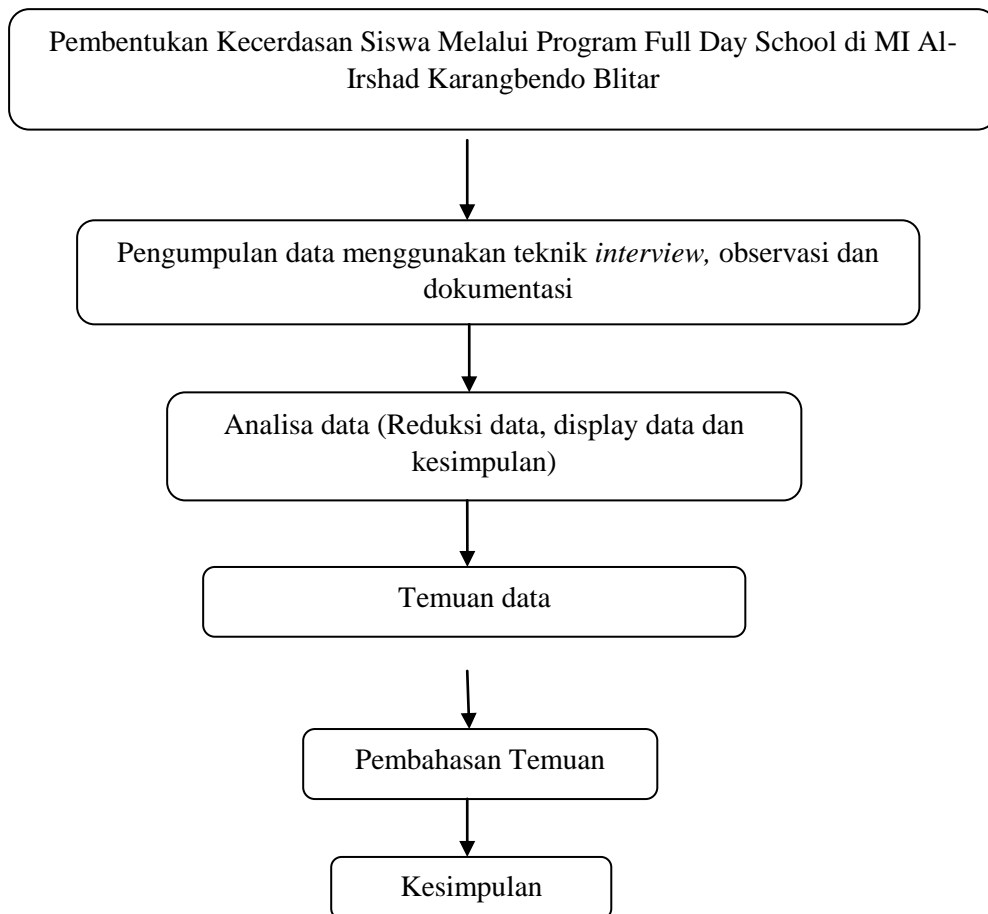 Pembentukan Kecerdasan Siswa Melalui Program Full Day School di MI Al-
Irshad Karangbendo Blitar
Pengumpulan data menggunakan teknik interview, observasi dan
dokumentasi
Analisa data (Reduksi data, display data dan
kesimpulan)
Temuan data
Pembahasan Temuan
Kesimpulan